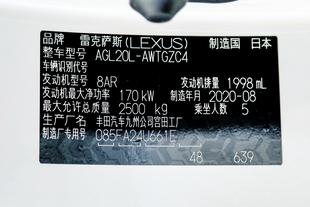 品牌 雷克萨斯(LEXUS) 制造国 日本
整车型号 AGL20L-AWTGZC4
车辆识别代号
发动机型号 8AR 发动机排量 1998 mL
发动机最大净功率 170 kW 制造年月 2020-08
最大允许总质量 2500 kg 乘坐人数 5
生产厂名 丰田汽车九州公司宫田工厂
制造厂专用号 085FA24U661E
48 639